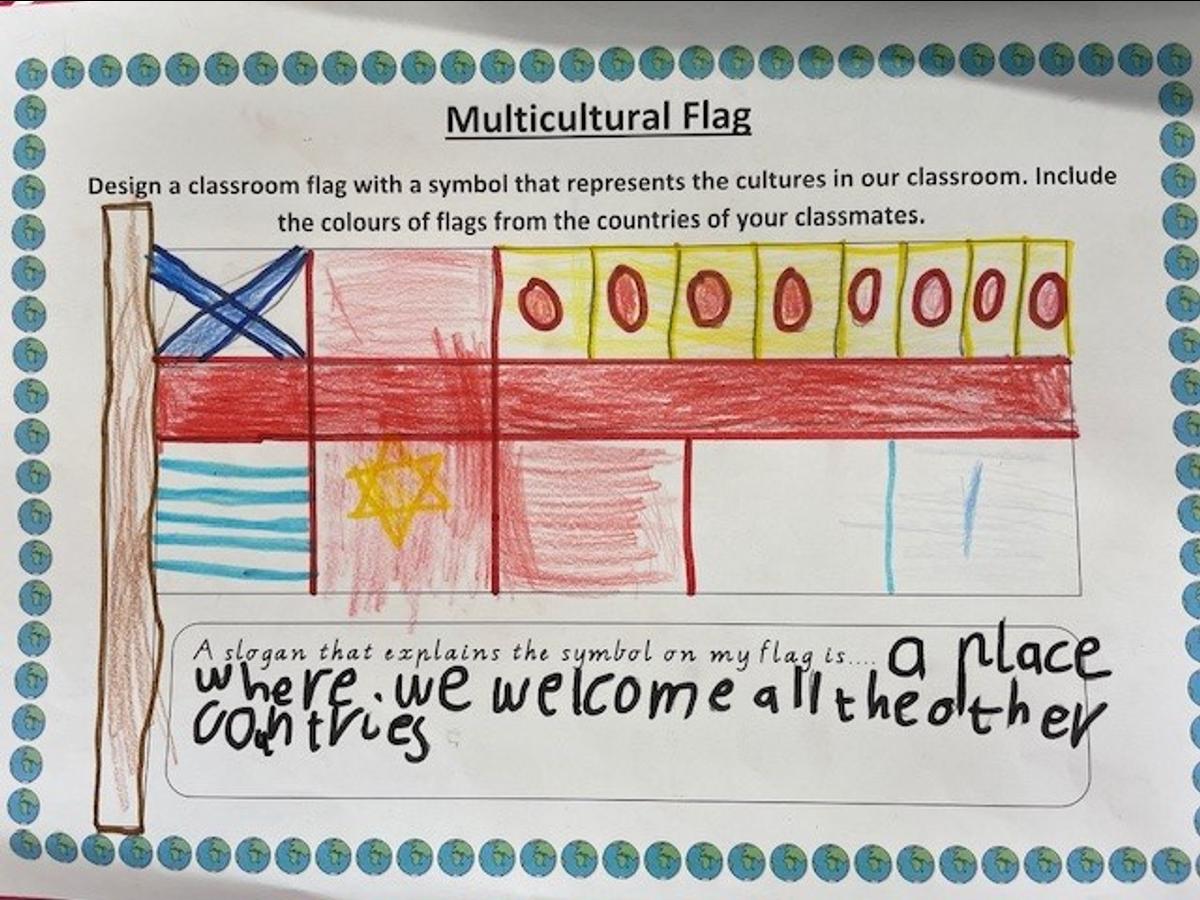 Multicultural Flag
Design a classroom flag with a symbol that represents the cultures in our classroom. Include
the colours of flags from the countries of your classmates.
A slogan that explains the symbol on my flag is.... a place
where. we welcome all the other
countries